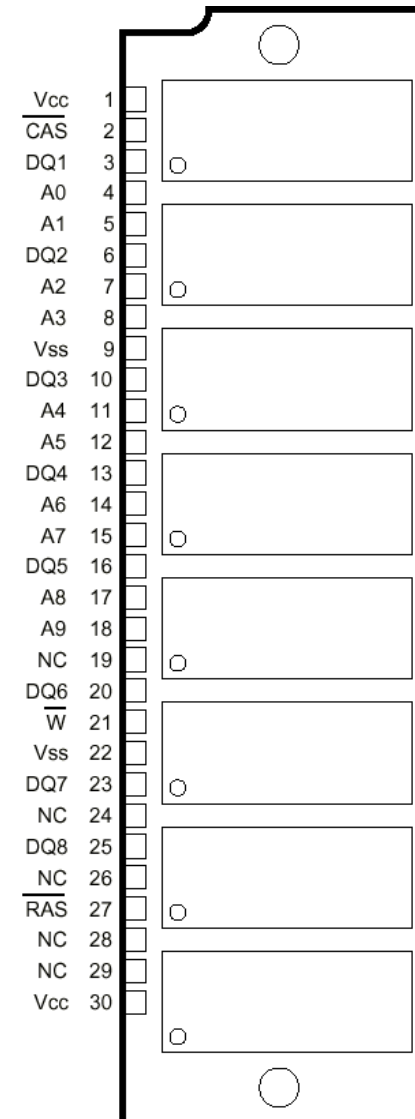 Vcc 1
CAS 2
DQ1 3
A0 4
A1 5
DQ2 6
A2 7
A3 8
Vss 9
DQ3 10
A4 11
A5 12
DQ4 13
A6 14
A7 15
DQ5 16
A8 17
A9 18
NC 19
DQ6 20
W 21
Vss 22
DQ7 23
NC 24
DQ8 25
NC 26
RAS 27
NC 28
NC 29
Vcc 30